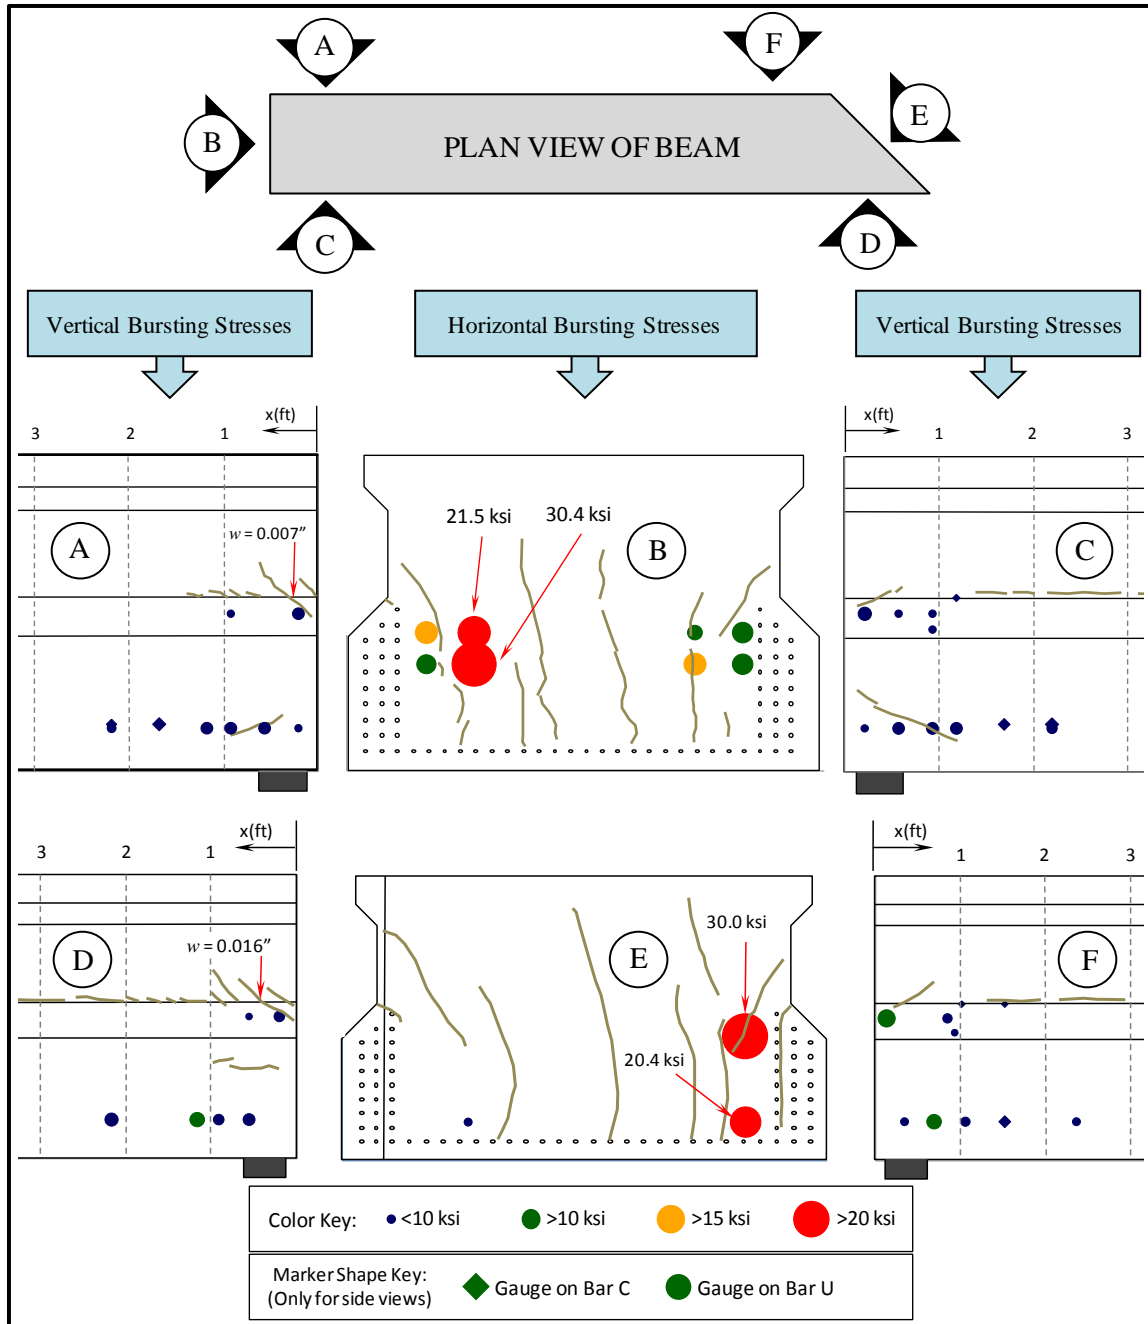 A
F
B
E
PLAN VIEW OF BEAM
C
D
Vertical Bursting Stresses
Horizontal Bursting Stresses
Vertical Bursting Stresses
x(ft)
3
2
1
A
w = 0.007"
21.5 ksi
30.4 ksi
B
x(ft)
1
2
3
C
x(ft)
3
2
1
D
w = 0.016"
30.0 ksi
E
20.4 ksi
x(ft)
1
2
3
F
Color Key: <10 ksi >10 ksi >15 ksi >20 ksi
Marker Shape Key:
(Only for side views)
Gauge on Bar C Gauge on Bar U